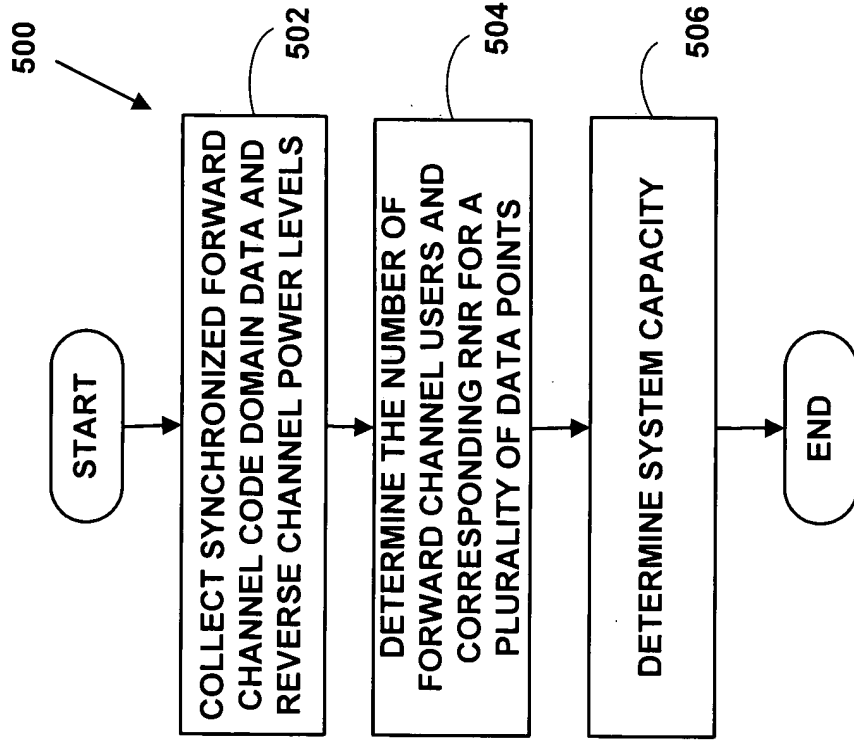 500
START
COLLECT SYNCHRONIZED FORWARD
CHANNEL CODE DOMAIN DATA AND
REVERSE CHANNEL POWER LEVELS
502
DETERMINE THE NUMBER OF
FORWARD CHANNEL USERS AND
CORRESPONDING RNR FOR A
PLURALITY OF DATA POINTS
504
DETERMINE SYSTEM CAPACITY
506
END